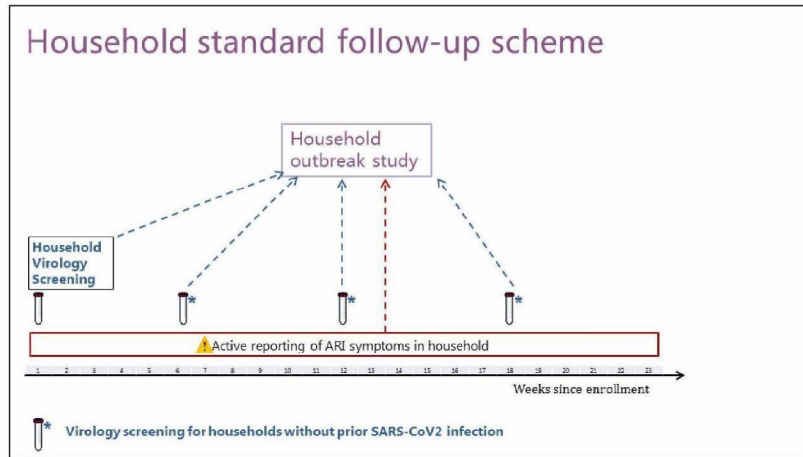 Household standard follow-up scheme
Household
outbreak study
Household
Virology
Screening
*
*
*
Active reporting of ARI symptoms in household
1 2 3 4 5 6 7 8 9 10 11 12 13 14 15 16 17 18 19 20 21 22 23
Weeks since enrollment
* Virology screening for households without prior SARS-CoV2 infection